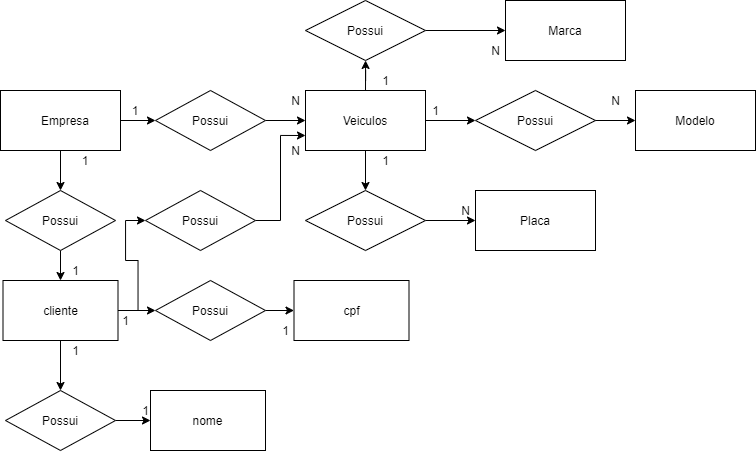 Possui
Marca
N
1
Empresa
1
Possui
N
Veiculos
1
Possui
N
Modelo
N
1
1
Possui
Possui
Possui
N
Placa
1
cliente
1
Possui
1
cpf
1
Possui
1
nome